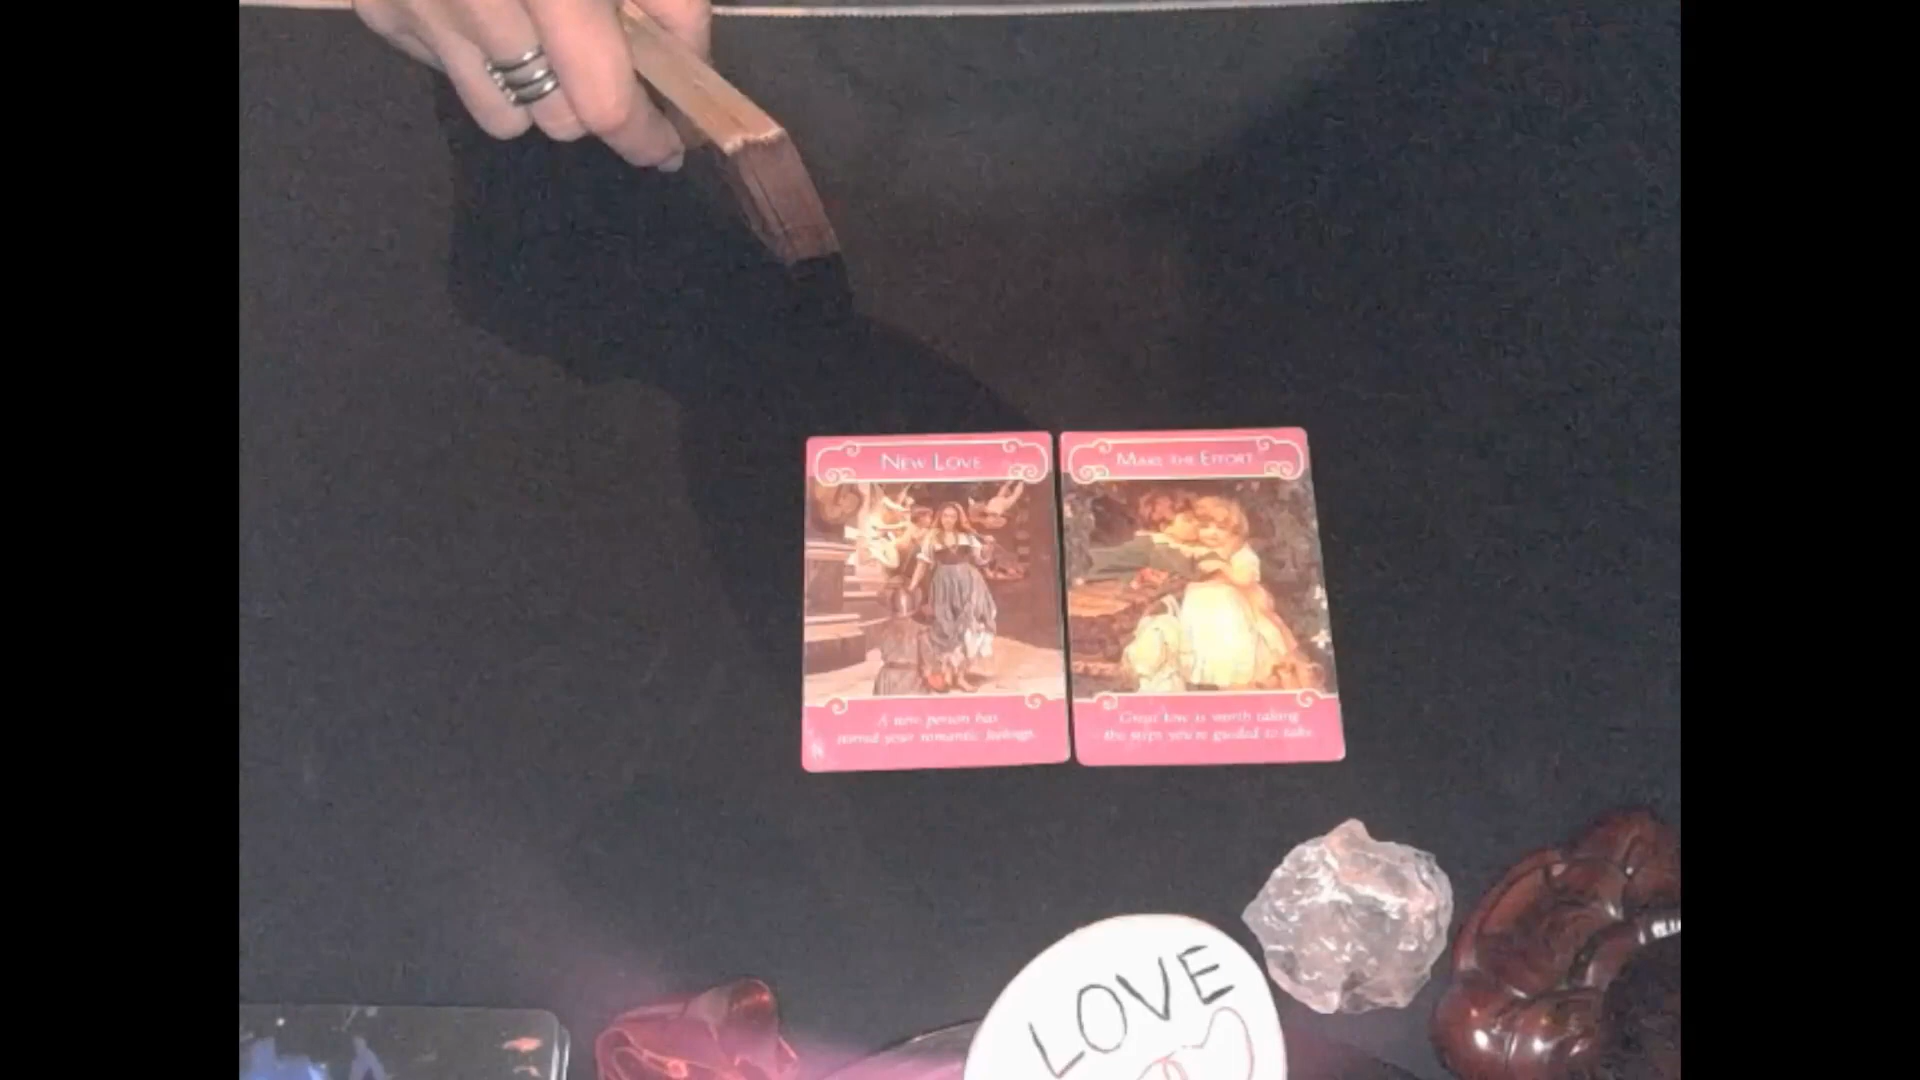 NEW LOVE
A new person has
stirred your romantic feelings.
MAKE THE EFFORT
Great love is worth taking
the steps you're guided to take.
LOVE